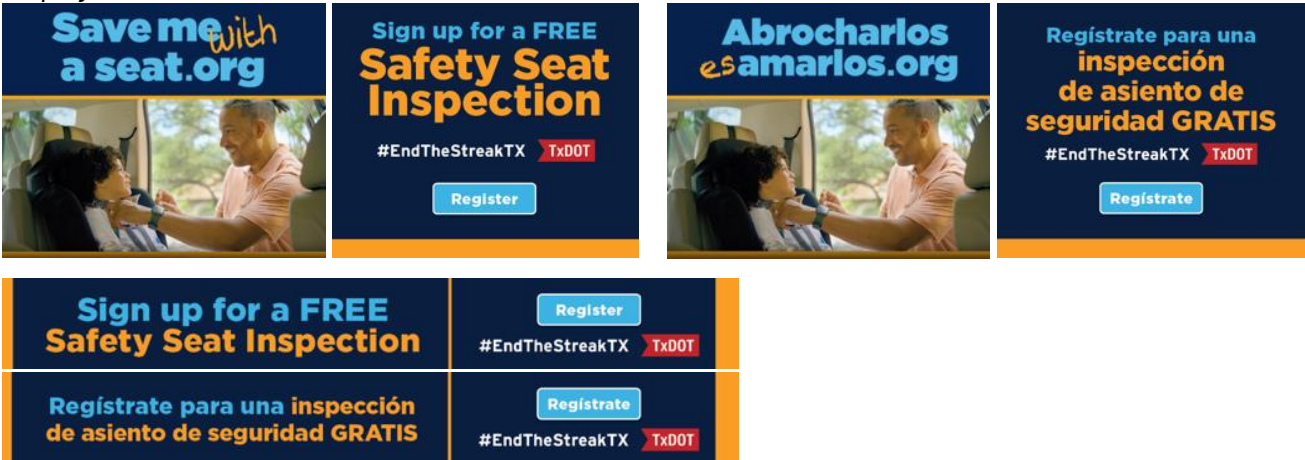 Save me with
a seat.org
Sign up for a FREE
Safety Seat
Inspection
#EndTheStreakTX TxDOT
Register
Abrocharlos
es amarlos.org
Regístrate para una
inspección
de asiento de
seguridad GRATIS
#EndTheStreakTX TxDOT
Regístrate
Sign up for a FREE
Safety Seat Inspection
Register
#EndTheStreakTX TxDOT
Regístrate para una inspección
de asiento de seguridad GRATIS
Regístrate
#EndTheStreakTX TxDOT